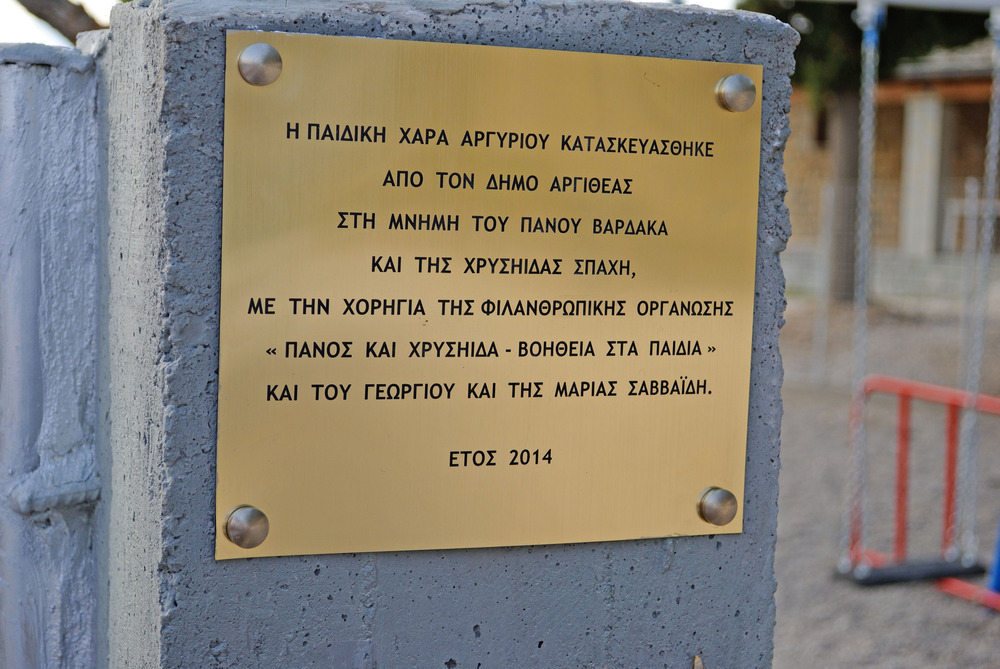 Η ΠΑΙΔΙΚΗ ΧΑΡΑ ΑΡΓΥΡΙΟΥ ΚΑΤΑΣΚΕΥΑΣΘΗΚΕ
ΑΠΟ ΤΟΝ ΔΗΜΟ ΑΡΓΙΘΕΑΣ
ΣΤΗ ΜΝΗΜΗ ΤΟΥ ΠΑΝΟΥ ΒΑΡΔΑΚΑ
ΚΑΙ ΤΗΣ ΧΡΥΣΗΙΔΑΣ ΣΠΑΧΗ,
ΜΕ ΤΗΝ ΧΟΡΗΓΙΑ ΤΗΣ ΦΙΛΑΝΘΡΩΠΙΚΗΣ ΟΡΓΑΝΩΣΗΣ
« ΠΑΝΟΣ ΚΑΙ ΧΡΥΣΗΙΔΑ - ΒΟΗΘΕΙΑ ΣΤΑ ΠΑΙΔΙΑ »
ΚΑΙ ΤΟΥ ΓΕΩΡΓΙΟΥ ΚΑΙ ΤΗΣ ΜΑΡΙΑΣ ΣΑΒΒΑΪΔΗ.
ΕΤΟΣ 2014